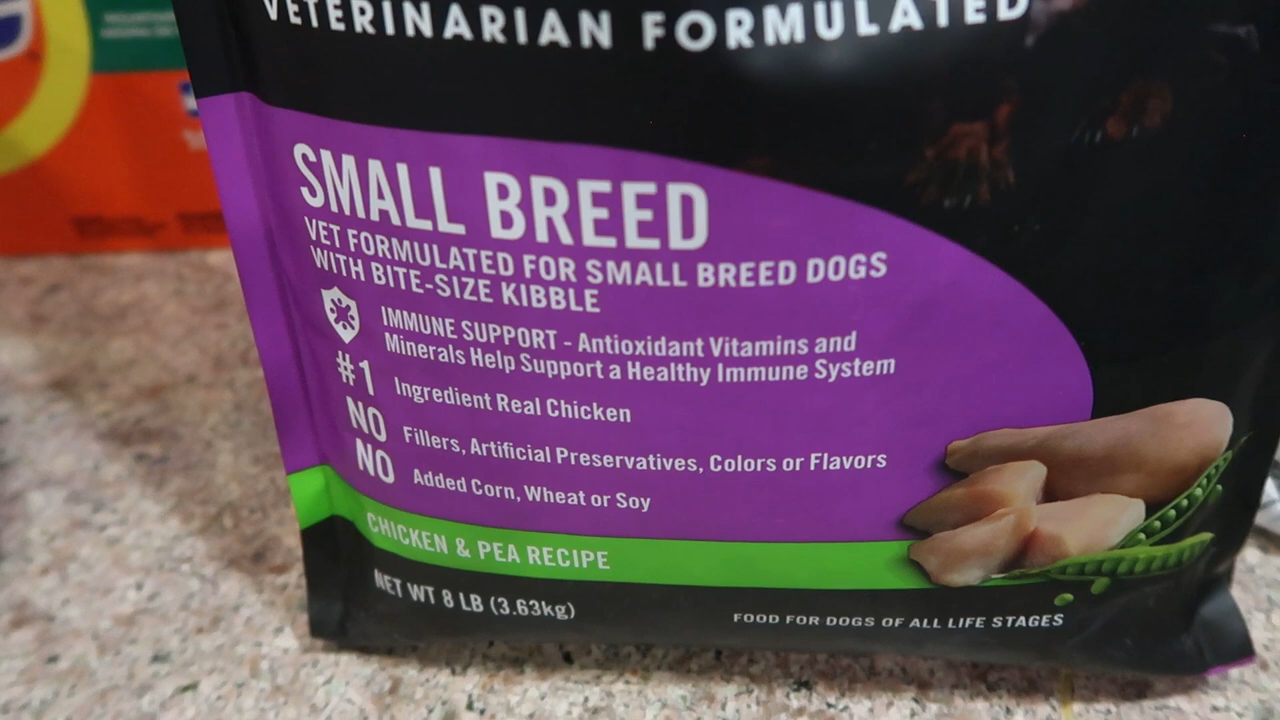 VETERINARIAN FORMULATED
SMALL BREED
VET FORMULATED FOR SMALL BREED DOGS
WITH BITE-SIZE KIBBLE
IMMUNE SUPPORT - Antioxidant Vitamins and
Minerals Help Support a Healthy Immune System
#1 Ingredient Real Chicken
NO Fillers, Artificial Preservatives, Colors or Flavors
NO Added Corn, Wheat or Soy
CHICKEN & PEA RECIPE
NET WT 8 LB (3.63kg)
FOOD FOR DOGS OF ALL LIFE STAGES